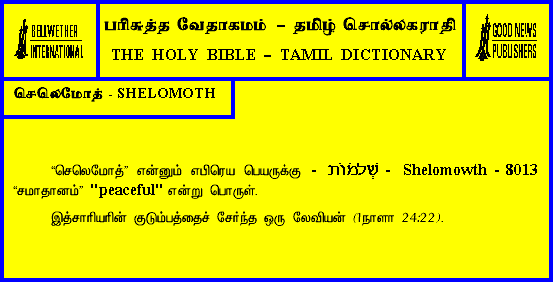 BELLWETHER
INTERNATIONAL
பரிசுத்த வேதாகமம் – தமிழ் சொல்லகராதி
THE HOLY BIBLE – TAMIL DICTIONARY
GOOD NEWS
PUBLISHERS
செலெமோத் - SHELOMOTH
“செலெமோத்” என்னும் எபிரெய பெயருக்கு - שְׁלֹמוֹת - Shelomowth - 8013
“சமாதானம்” "peaceful" என்று பொருள்.
இத்சாரியரின் குடும்பத்தைச் சேர்ந்த ஒரு லேவியன் (1நாளா 24:22).